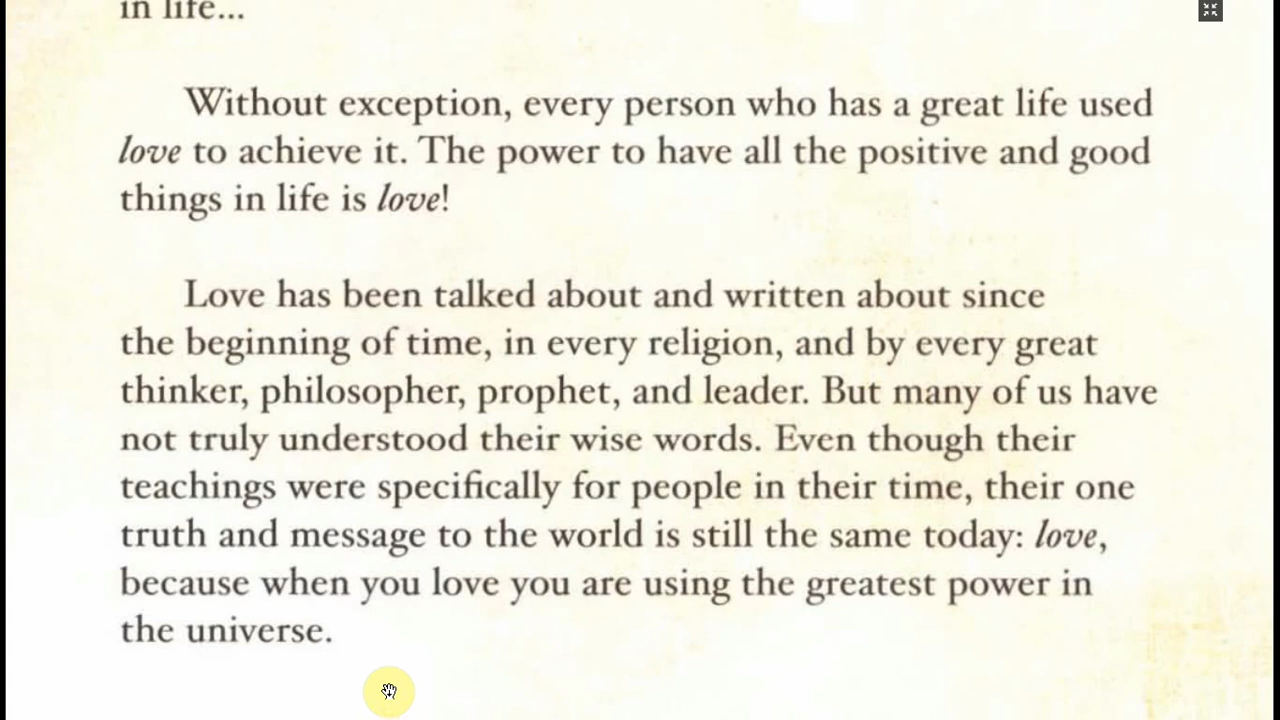 in life...
Without exception, every person who has a great life used
love to achieve it. The power to have all the positive and good
things in life is love!
Love has been talked about and written about since
the beginning of time, in every religion, and by every great
thinker, philosopher, prophet, and leader. But many of us have
not truly understood their wise words. Even though their
teachings were specifically for people in their time, their one
truth and message to the world is still the same today: love,
because when you love you are using the greatest power in
the universe.